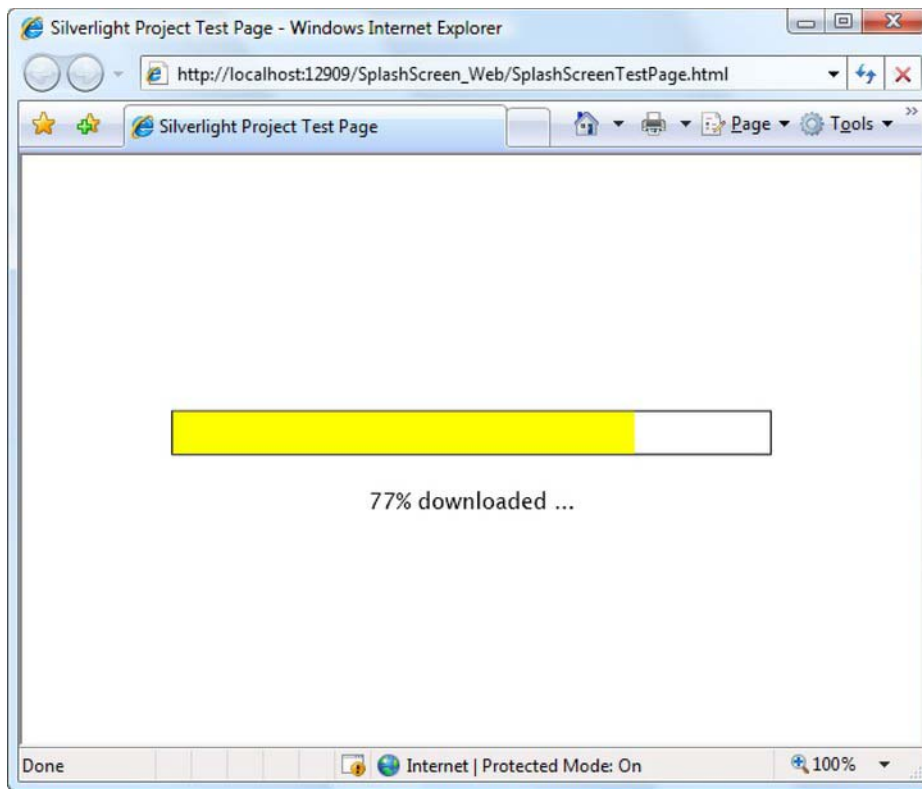 Silverlight Project Test Page - Windows Internet Explorer
http://localhost:12909/SplashScreen_Web/SplashScreenTestPage.html
Silverlight Project Test Page
Page
Tools
»
77% downloaded ...
Done
Internet | Protected Mode: On
100%